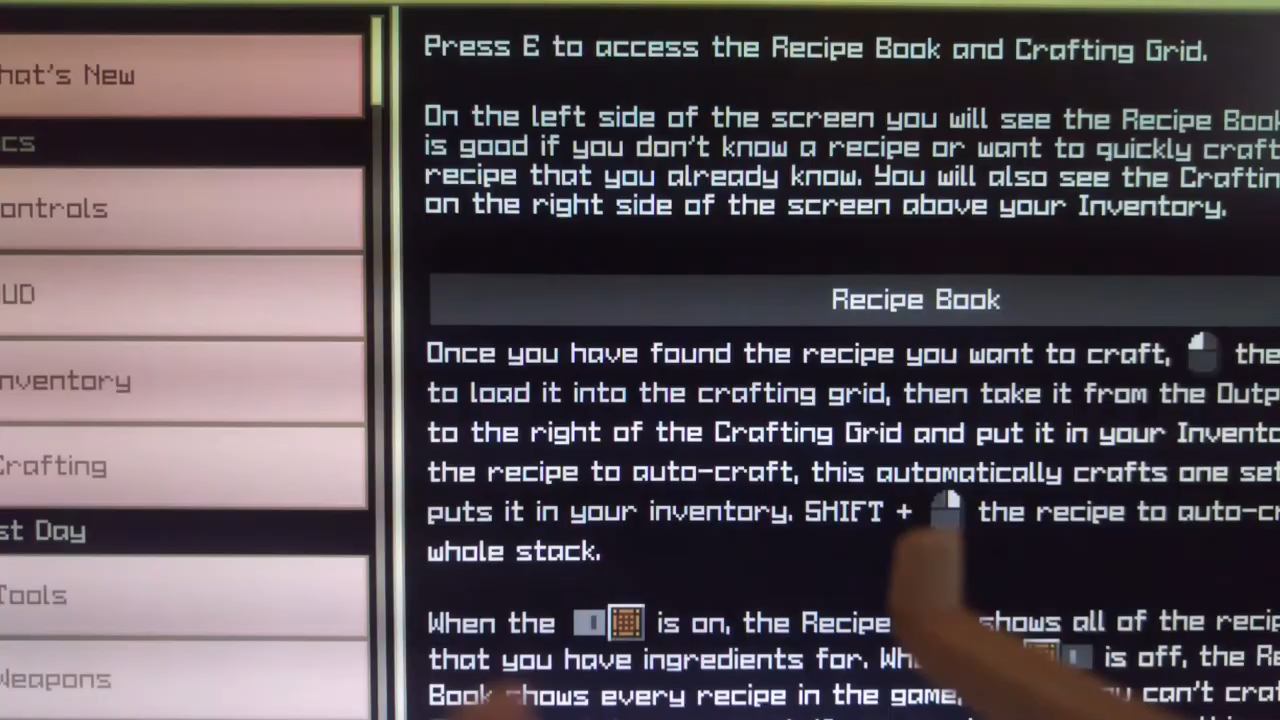 hat's New
cs
ontrols
UD
nventory
Crafting
st Day
Tools
Weapons
Press E to access the Recipe Book and Crafting Grid.
On the left side of the screen you will see the Recipe Book
is good if you don't know a recipe or want to quickly craft
recipe that you already know. You will also see the Craftin
on the right side of the screen above your Inventory.
Recipe Book
Once you have found the recipe you want to craft, the
to load it into the crafting grid, then take it from the Outp
to the right of the Crafting Grid and put it in your Invento
the recipe to auto-craft, this automatically crafts one set
puts it in your inventory. SHIFT + the recipe to auto-cr
whole stack.
When the is on, the Recipe shows all of the recip
that you have ingredients for. Wh is off, the Re
Book shows every recipe in the game, you can't craf